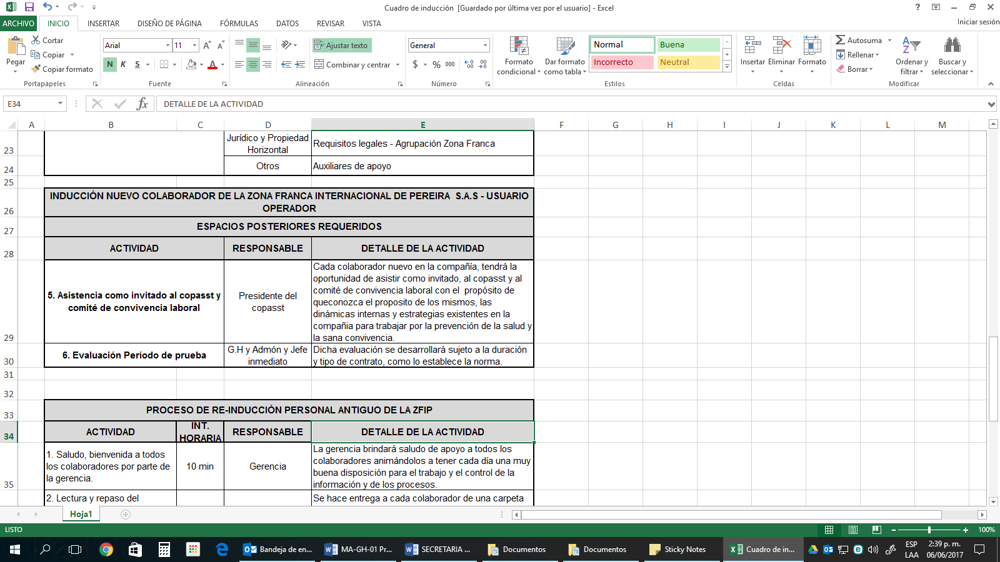 Cuadro de inducción  [Guardado por última vez por el usuario] - Excel
ARCHIVO INICIO INSERTAR DISEÑO DE PÁGINA FÓRMULAS DATOS REVISAR VISTA Iniciar sesión
Pegar
Cortar
Copiar
Copiar formato
Portapapeles
Arial 11
N K S
Fuente
Ajustar texto
Combinar y centrar
Alineación
General
$ % 000
Número
Formato condicional
Dar formato como tabla
Normal Buena
Incorrecto Neutral
Estilos
Insertar Eliminar Formato
Celdas
Autosuma
Rellenar
Borrar
Ordenar y filtrar
Buscar y seleccionar
Modificar
E34 fx DETALLE DE LA ACTIVIDAD
A B C D E F G H I J K L M
23
Jurídico y Propiedad
Horizontal
Requisitos legales - Agrupación Zona Franca
24 Otros Auxiliares de apoyo
25
26
INDUCCIÓN NUEVO COLABORADOR DE LA ZONA FRANCA INTERNACIONAL DE PEREIRA  S.A.S - USUARIO
OPERADOR
27 ESPACIOS POSTERIORES REQUERIDOS
28 ACTIVIDAD RESPONSABLE DETALLE DE LA ACTIVIDAD
29
5. Asistencia como invitado al copasst y
comité de convivencia laboral
Presidente del
copasst
Cada colaborador nuevo en la compañía, tendrá la
oportunidad de asistir como invitado, al copasst y al
comité de convivencia laboral con el  propósito de
queconozca el proposito de los mismos, las
dinámicas internas y estrategias existentes en la
compañia para trabajar por la prevención de la salud y
la sana convivencia.
30
6. Evaluación Período de prueba
G.H y Admón y Jefe
inmediato
Dicha evaluación se desarrollará sujeto a la duración
y tipo de contrato, como lo establece la norma.
31
32
33 PROCESO DE RE-INDUCCIÓN PERSONAL ANTIGUO DE LA ZFIP
34 ACTIVIDAD
INT.
HORARIA
RESPONSABLE DETALLE DE LA ACTIVIDAD
35
1. Saludo, bienvenida a todos
los colaboradores por parte de
la gerencia.
10 min
Gerencia
La gerencia brindará saludo de apoyo a todos los
colaboradores animándolos a tener cada día una muy
buena disposición para el trabajo y el control de la
información y de los procesos.
2. Lectura y repaso del
Se hace entrega a cada colaborador de una carpeta
Hoja1
LISTO 100%
Bandeja de en... MA-GH-01 Pr... SECRETARIA ... Documentos Documentos Sticky Notes Cuadro de in...
ESP
LAA
2:39 p. m.
06/06/2017